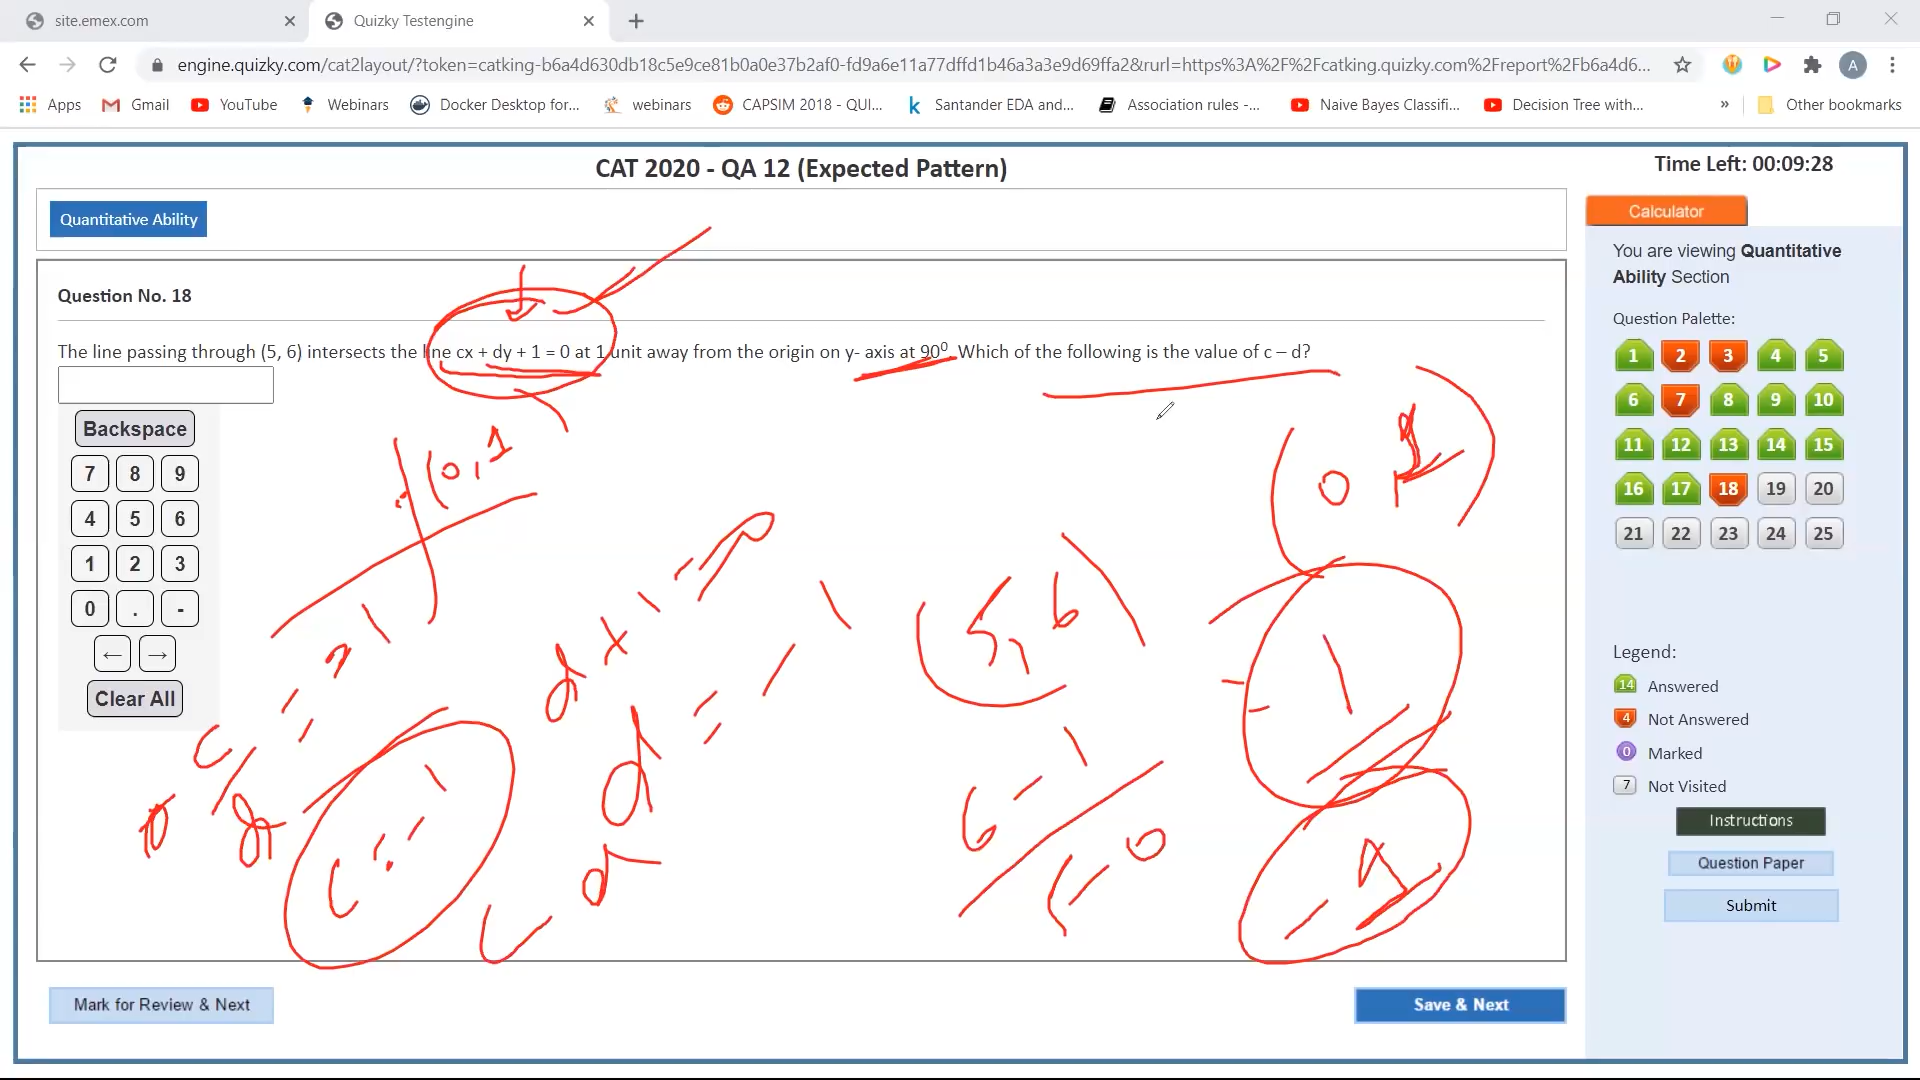 site.emex.com
Quizky Testengine
engine.quizky.com/cat2layout/?token=catking-b6a4d630db18c5e9ce81b0a0e37b2af0-fd9a6e11a77dffd1b46a3a3e9d69ffa2&rurl=https%3A%2F%2Fcatking.quizky.com%2Freport%2Fb6a4d6...
A
Apps Gmail YouTube Webinars Docker Desktop for... webinars CAPSIM 2018 - QUI... Santander EDA and... Association rules -... Naive Bayes Classifi... Decision Tree with... » Other bookmarks
CAT 2020 - QA 12 (Expected Pattern)
Time Left: 00:09:28
Quantitative Ability
Calculator
You are viewing Quantitative
Ability Section
Question No. 18
Question Palette:
The line passing through (5, 6) intersects the line cx + dy + 1 = 0 at 1 unit away from the origin on y- axis at 90⁰. Which of the following is the value of c – d?
1 2 3 4 5
6 7 8 9 10
11 12 13 14 15
16 17 18 19 20
21 22 23 24 25
Backspace
7 8 9
4 5 6
1 2 3
0 . -
← →
Clear All
(0, 1
(5, 6)
6 - 1
5 - 0
Legend:
14 Answered
4 Not Answered
0 Marked
7 Not Visited
Instructions
Question Paper
Submit
Mark for Review & Next
Save & Next